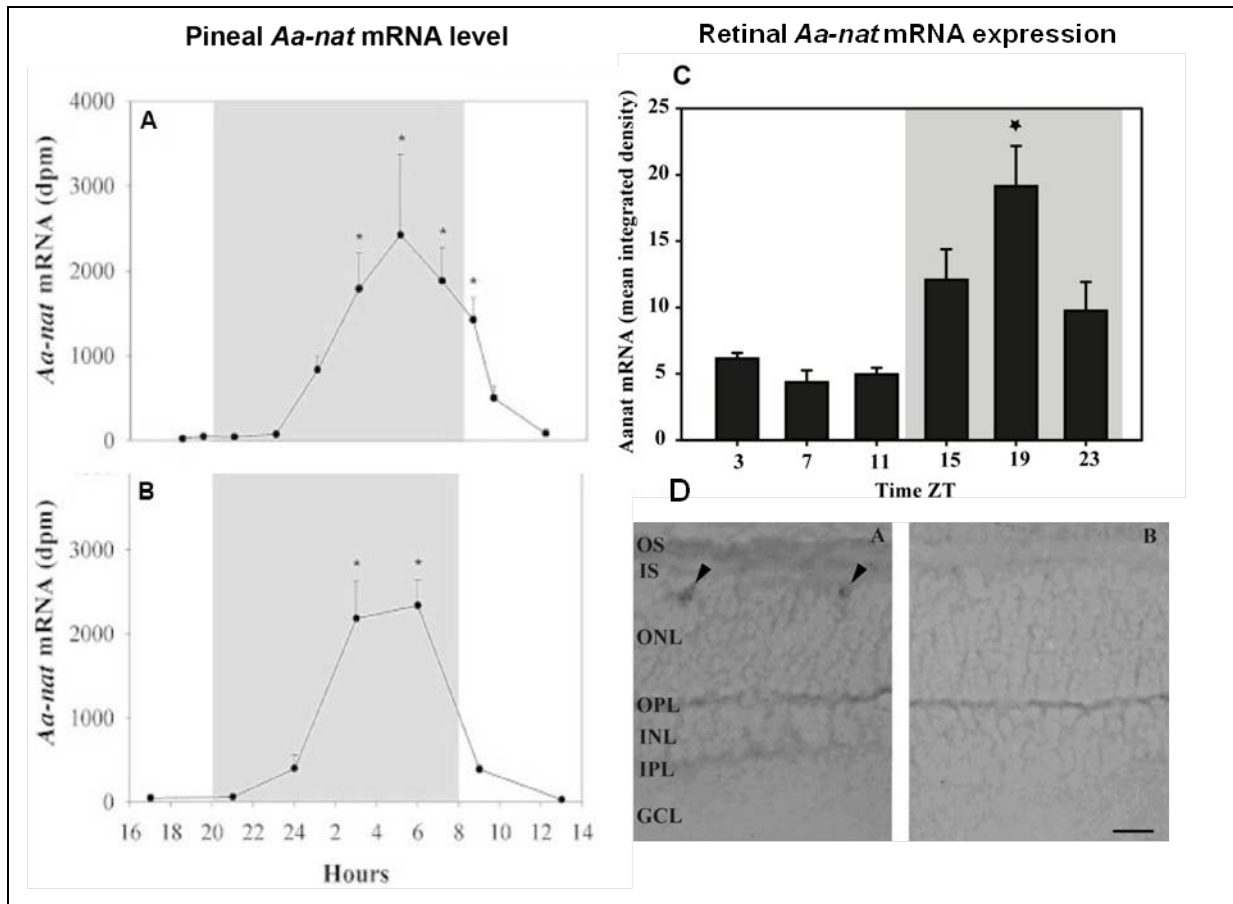 Pineal Aa-nat mRNA level
Retinal Aa-nat mRNA expression
A
Aa-nat mRNA (dpm)
4000
3000
2000
1000
0
*
*
*
*
*
B
Aa-nat mRNA (dpm)
3000
2000
1000
0
*
*
16 18 20 22 24 2 4 6 8 10 12 14
Hours
C
Aanat mRNA (mean integrated density)
25
20
15
10
5
0
3 7 11 15 19 23
Time ZT
D
A
B
OS
IS
ONL
OPL
INL
IPL
GCL